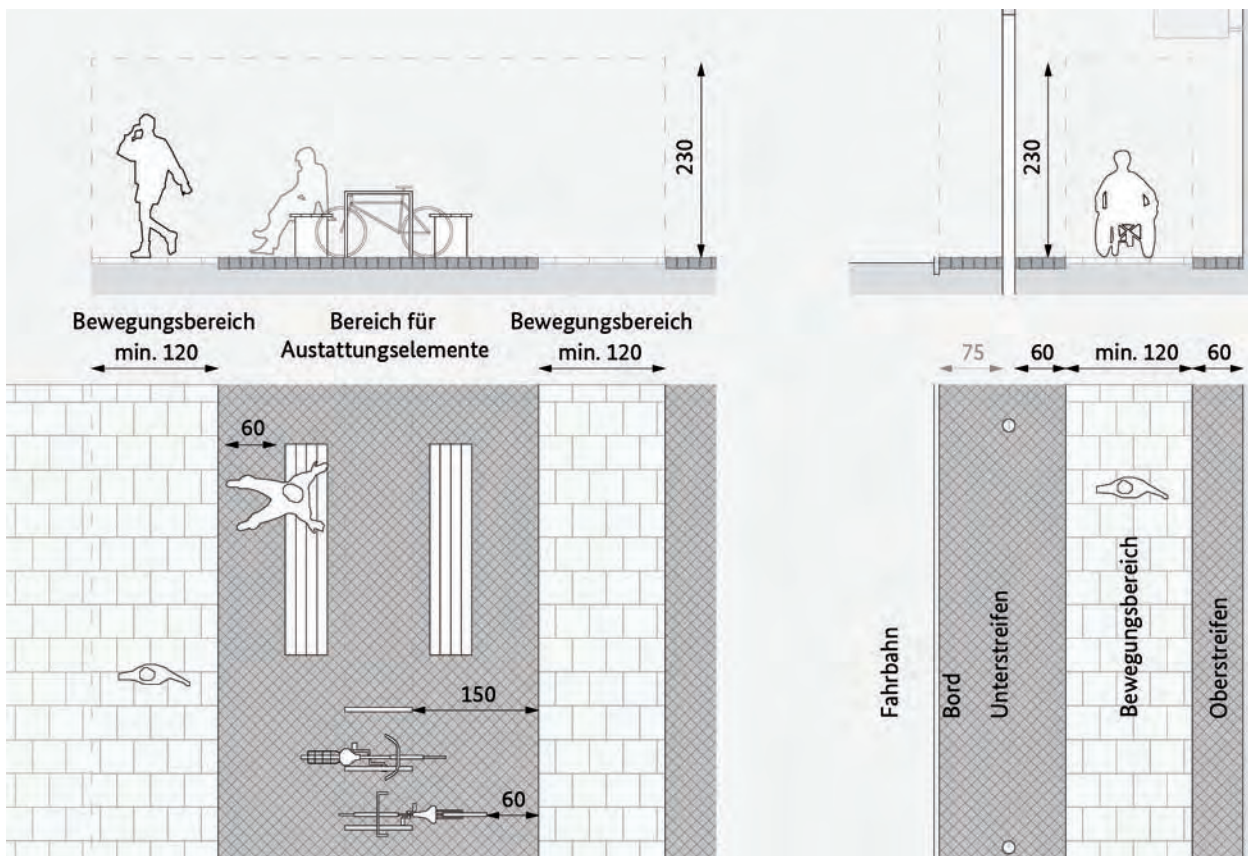 230
230
Bewegungsbereich
min. 120
Bereich für
Austattungselemente
Bewegungsbereich
min. 120
75
60
min. 120
60
60
150
60
Fahrbahn
Bord
Unterstreifen
Bewegungsbereich
Oberstreifen